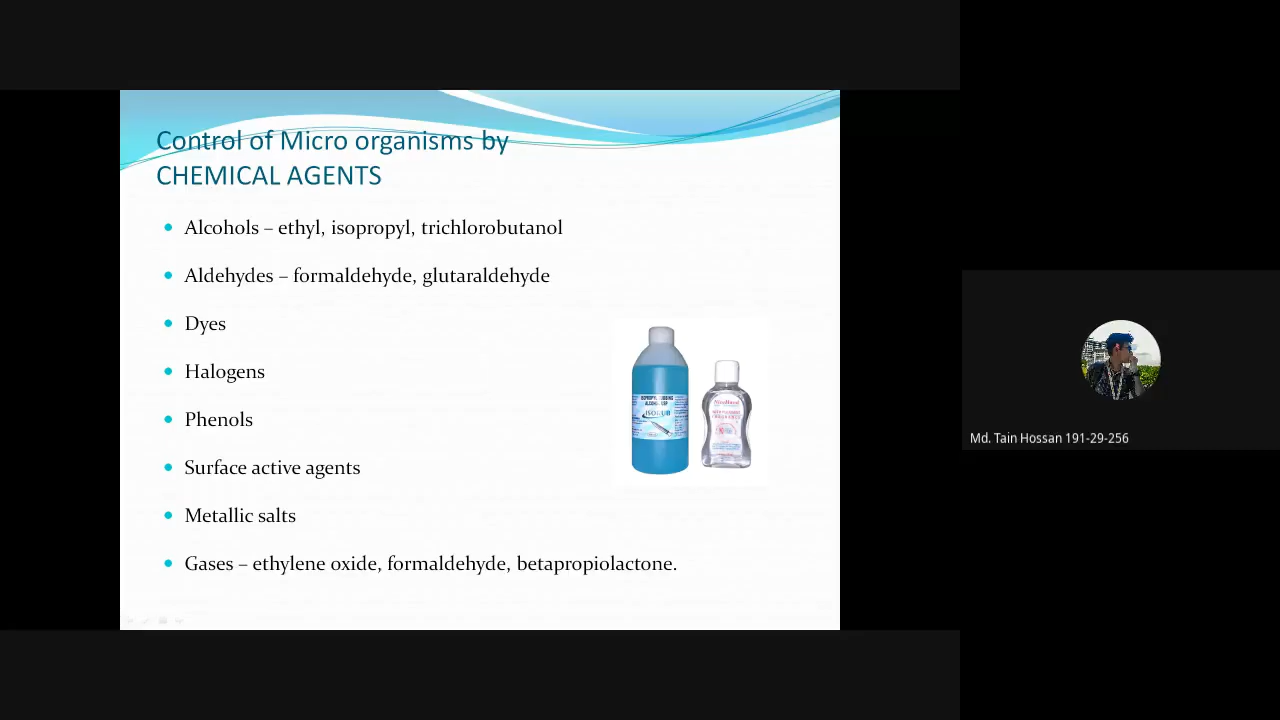 Control of Micro organisms by
CHEMICAL AGENTS
Alcohols – ethyl, isopropyl, trichlorobutanol
Aldehydes – formaldehyde, glutaraldehyde
Dyes
Halogens
Phenols
Surface active agents
Metallic salts
Gases – ethylene oxide, formaldehyde, betapropiolactone.
ISORUB
Md. Tain Hossan 191-29-256